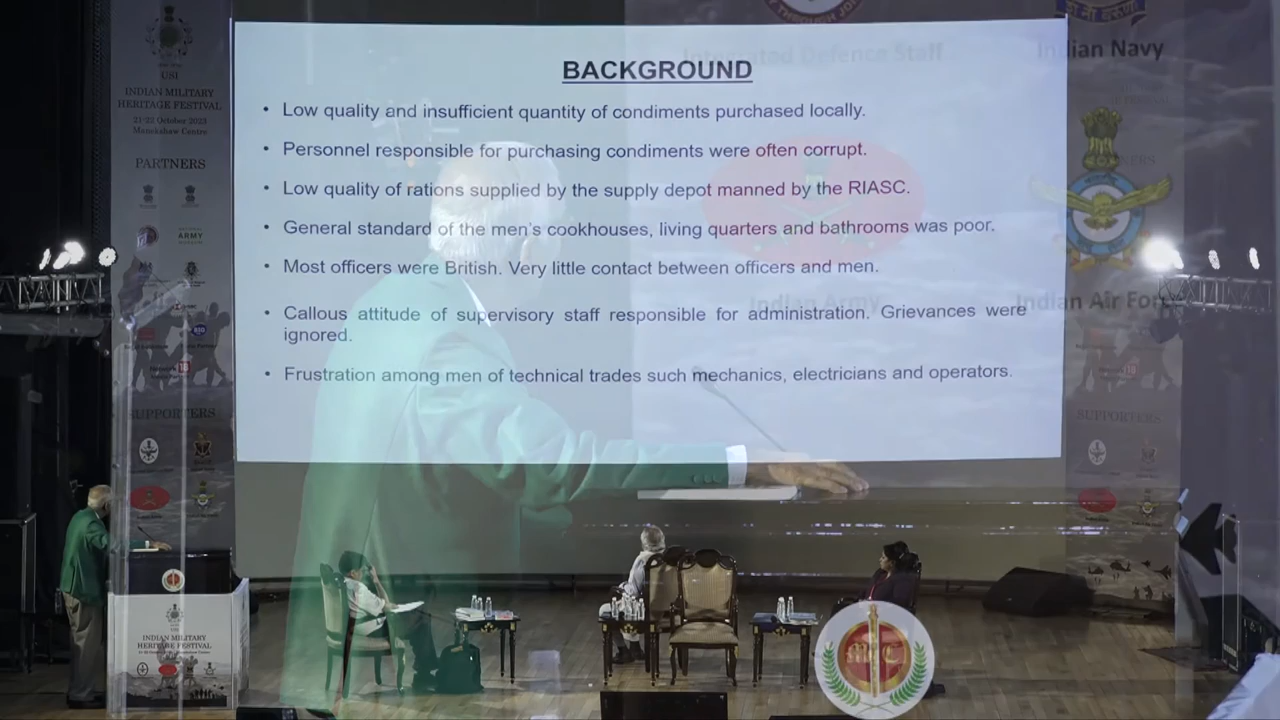 USI
INDIAN MILITARY
HERITAGE FESTIVAL
21-22 October 2023
Manekshaw Centre
PARTNERS
ARMY
SUPPORTERS
BACKGROUND
• Low quality and insufficient quantity of condiments purchased locally.
• Personnel responsible for purchasing condiments were often corrupt.
• Low quality of rations supplied by the supply depot manned by the RIASC.
• General standard of the men's cookhouses, living quarters and bathrooms was poor.
• Most officers were British. Very little contact between officers and men.
• Callous attitude of supervisory staff responsible for administration. Grievances were
ignored.
• Frustration among men of technical trades such mechanics, electricians and operators.
Integrated Defence Staff
Indian Navy
Indian Army
Indian Air Force
SUPPORTERS
INDIAN MILITARY
HERITAGE FESTIVAL